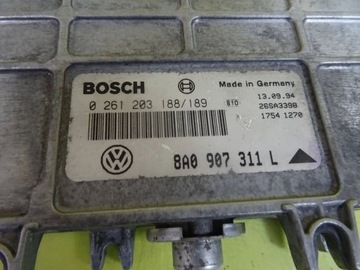 BOSCH Made in Germany
0 261 203 188/189 13.09.94
26SA3398
1754 1270
8A0 907 311 L